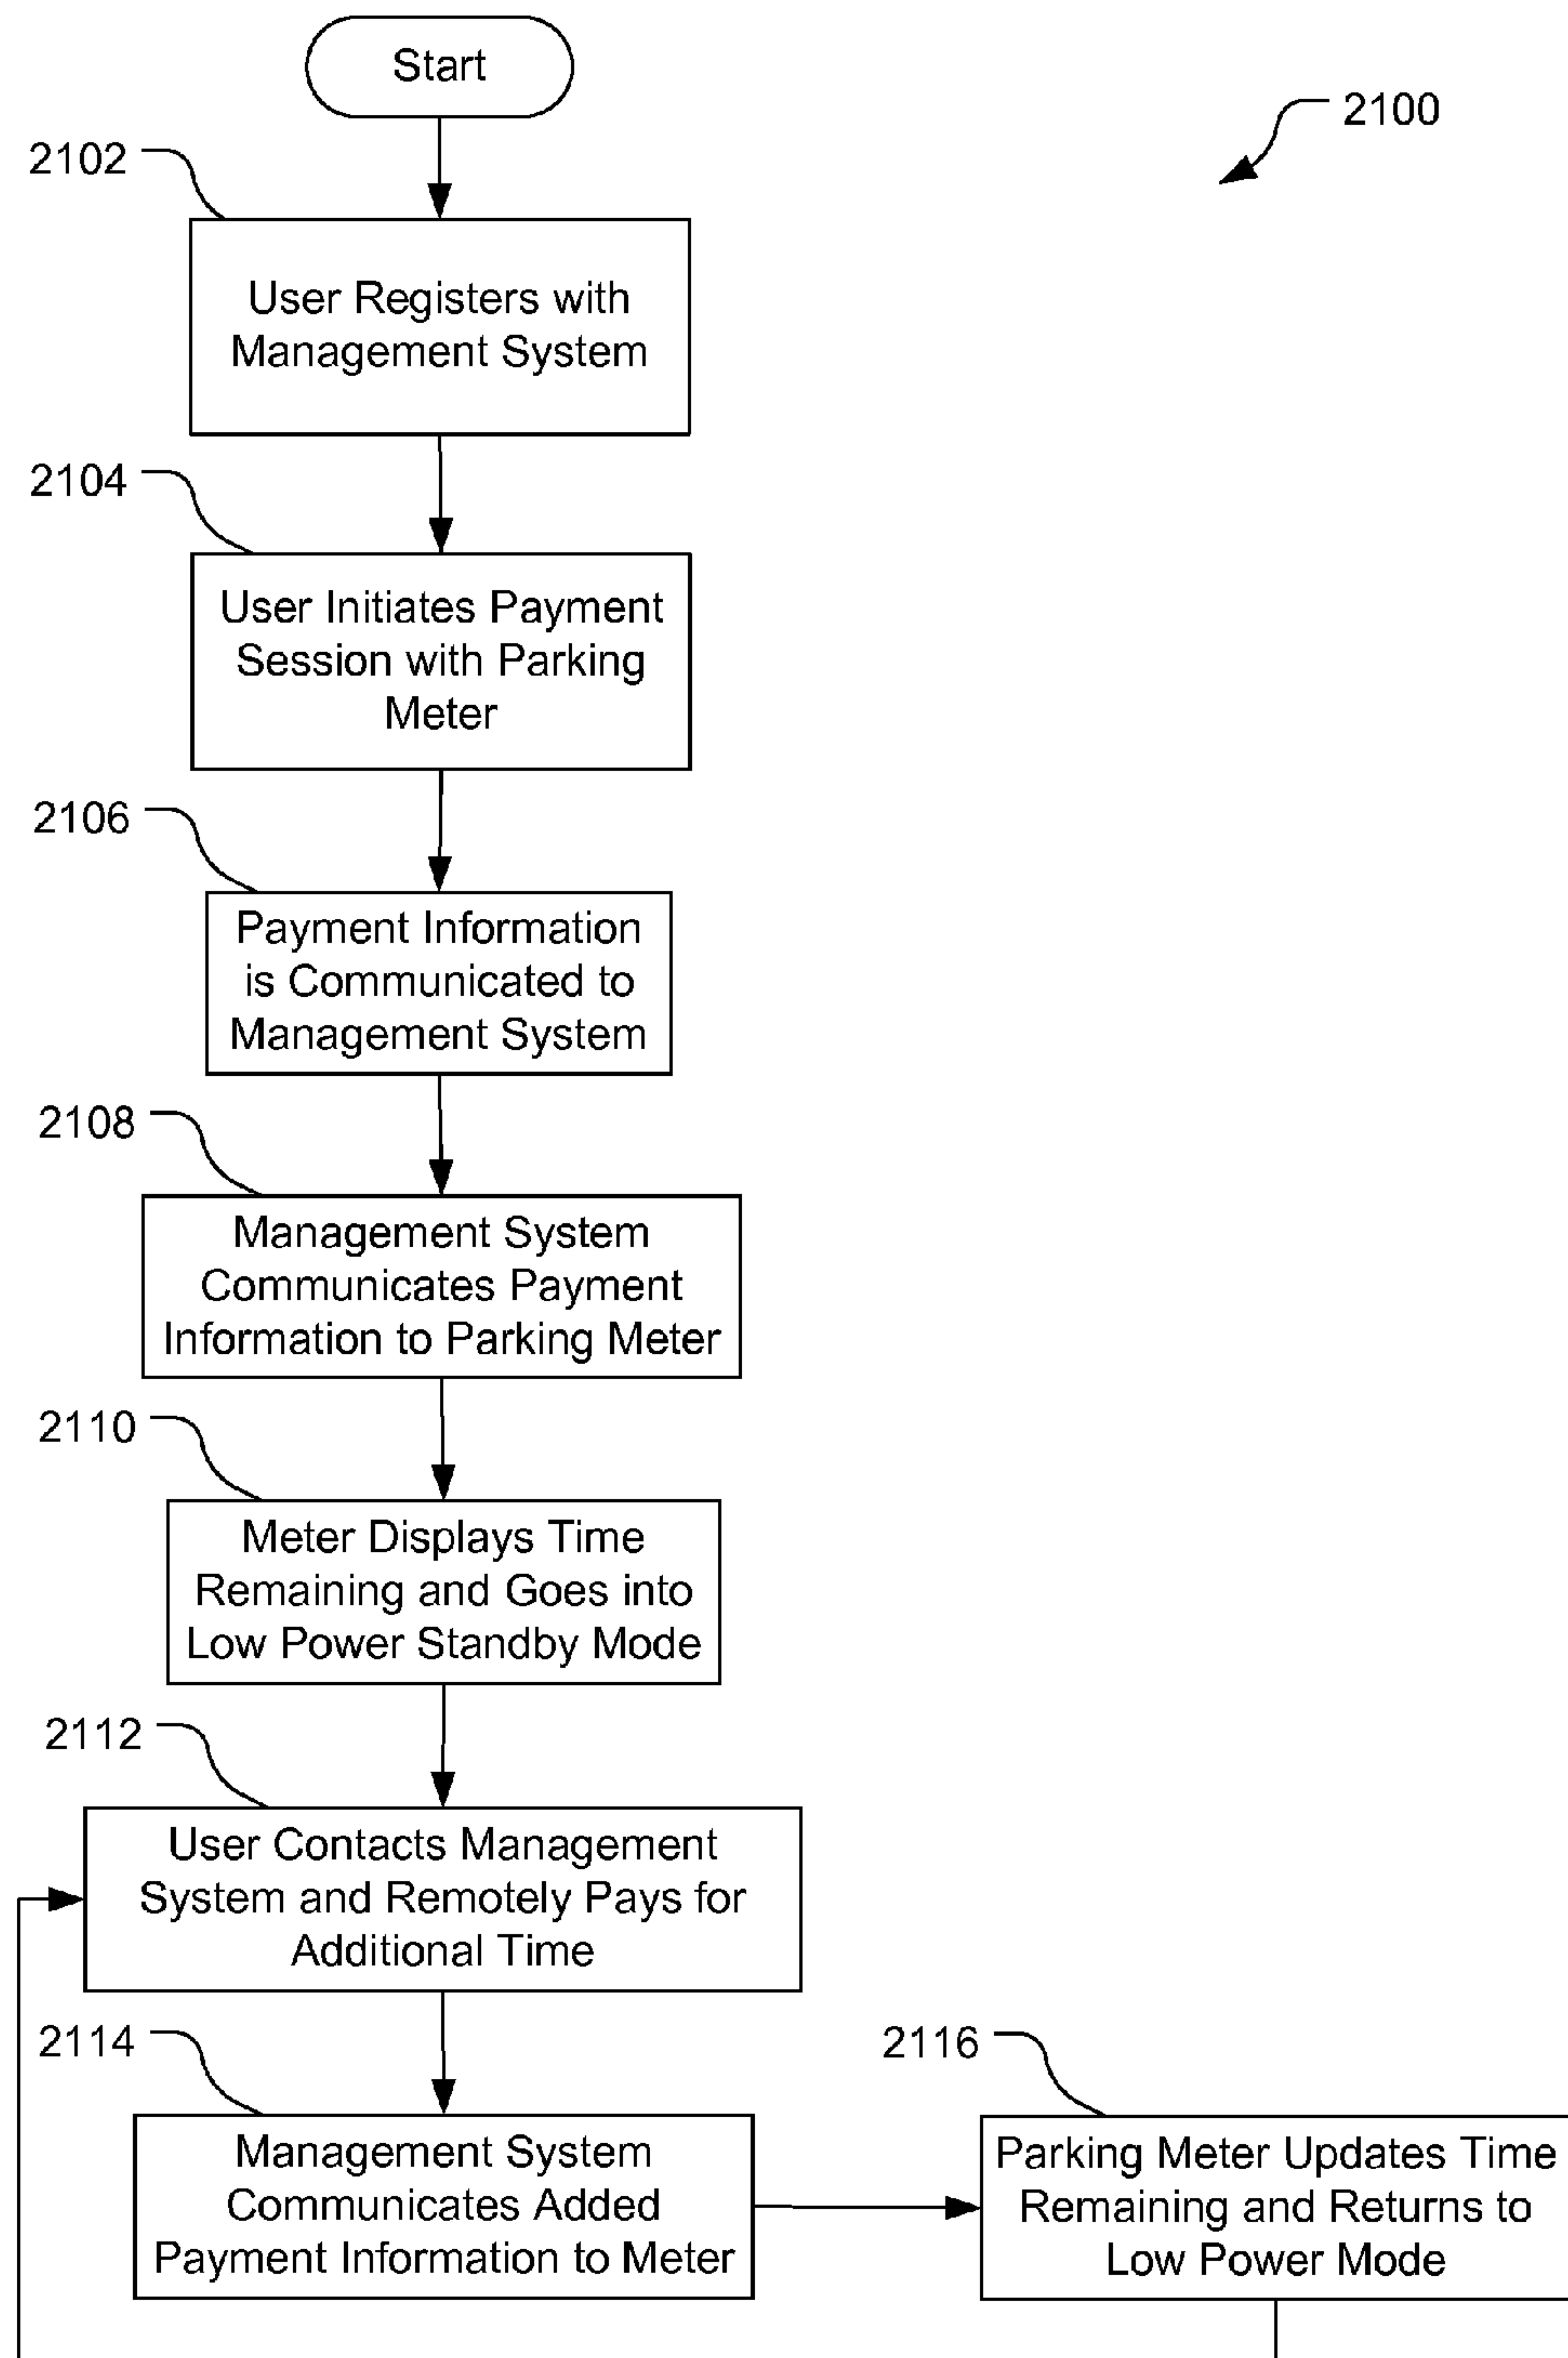 Start
2100
2102
User Registers with
Management System
2104
User Initiates Payment
Session with Parking
Meter
2106
Payment Information
is Communicated to
Management System
2108
Management System
Communicates Payment
Information to Parking Meter
2110
Meter Displays Time
Remaining and Goes into
Low Power Standby Mode
2112
User Contacts Management
System and Remotely Pays for
Additional Time
2114
Management System
Communicates Added
Payment Information to Meter
2116
Parking Meter Updates Time
Remaining and Returns to
Low Power Mode